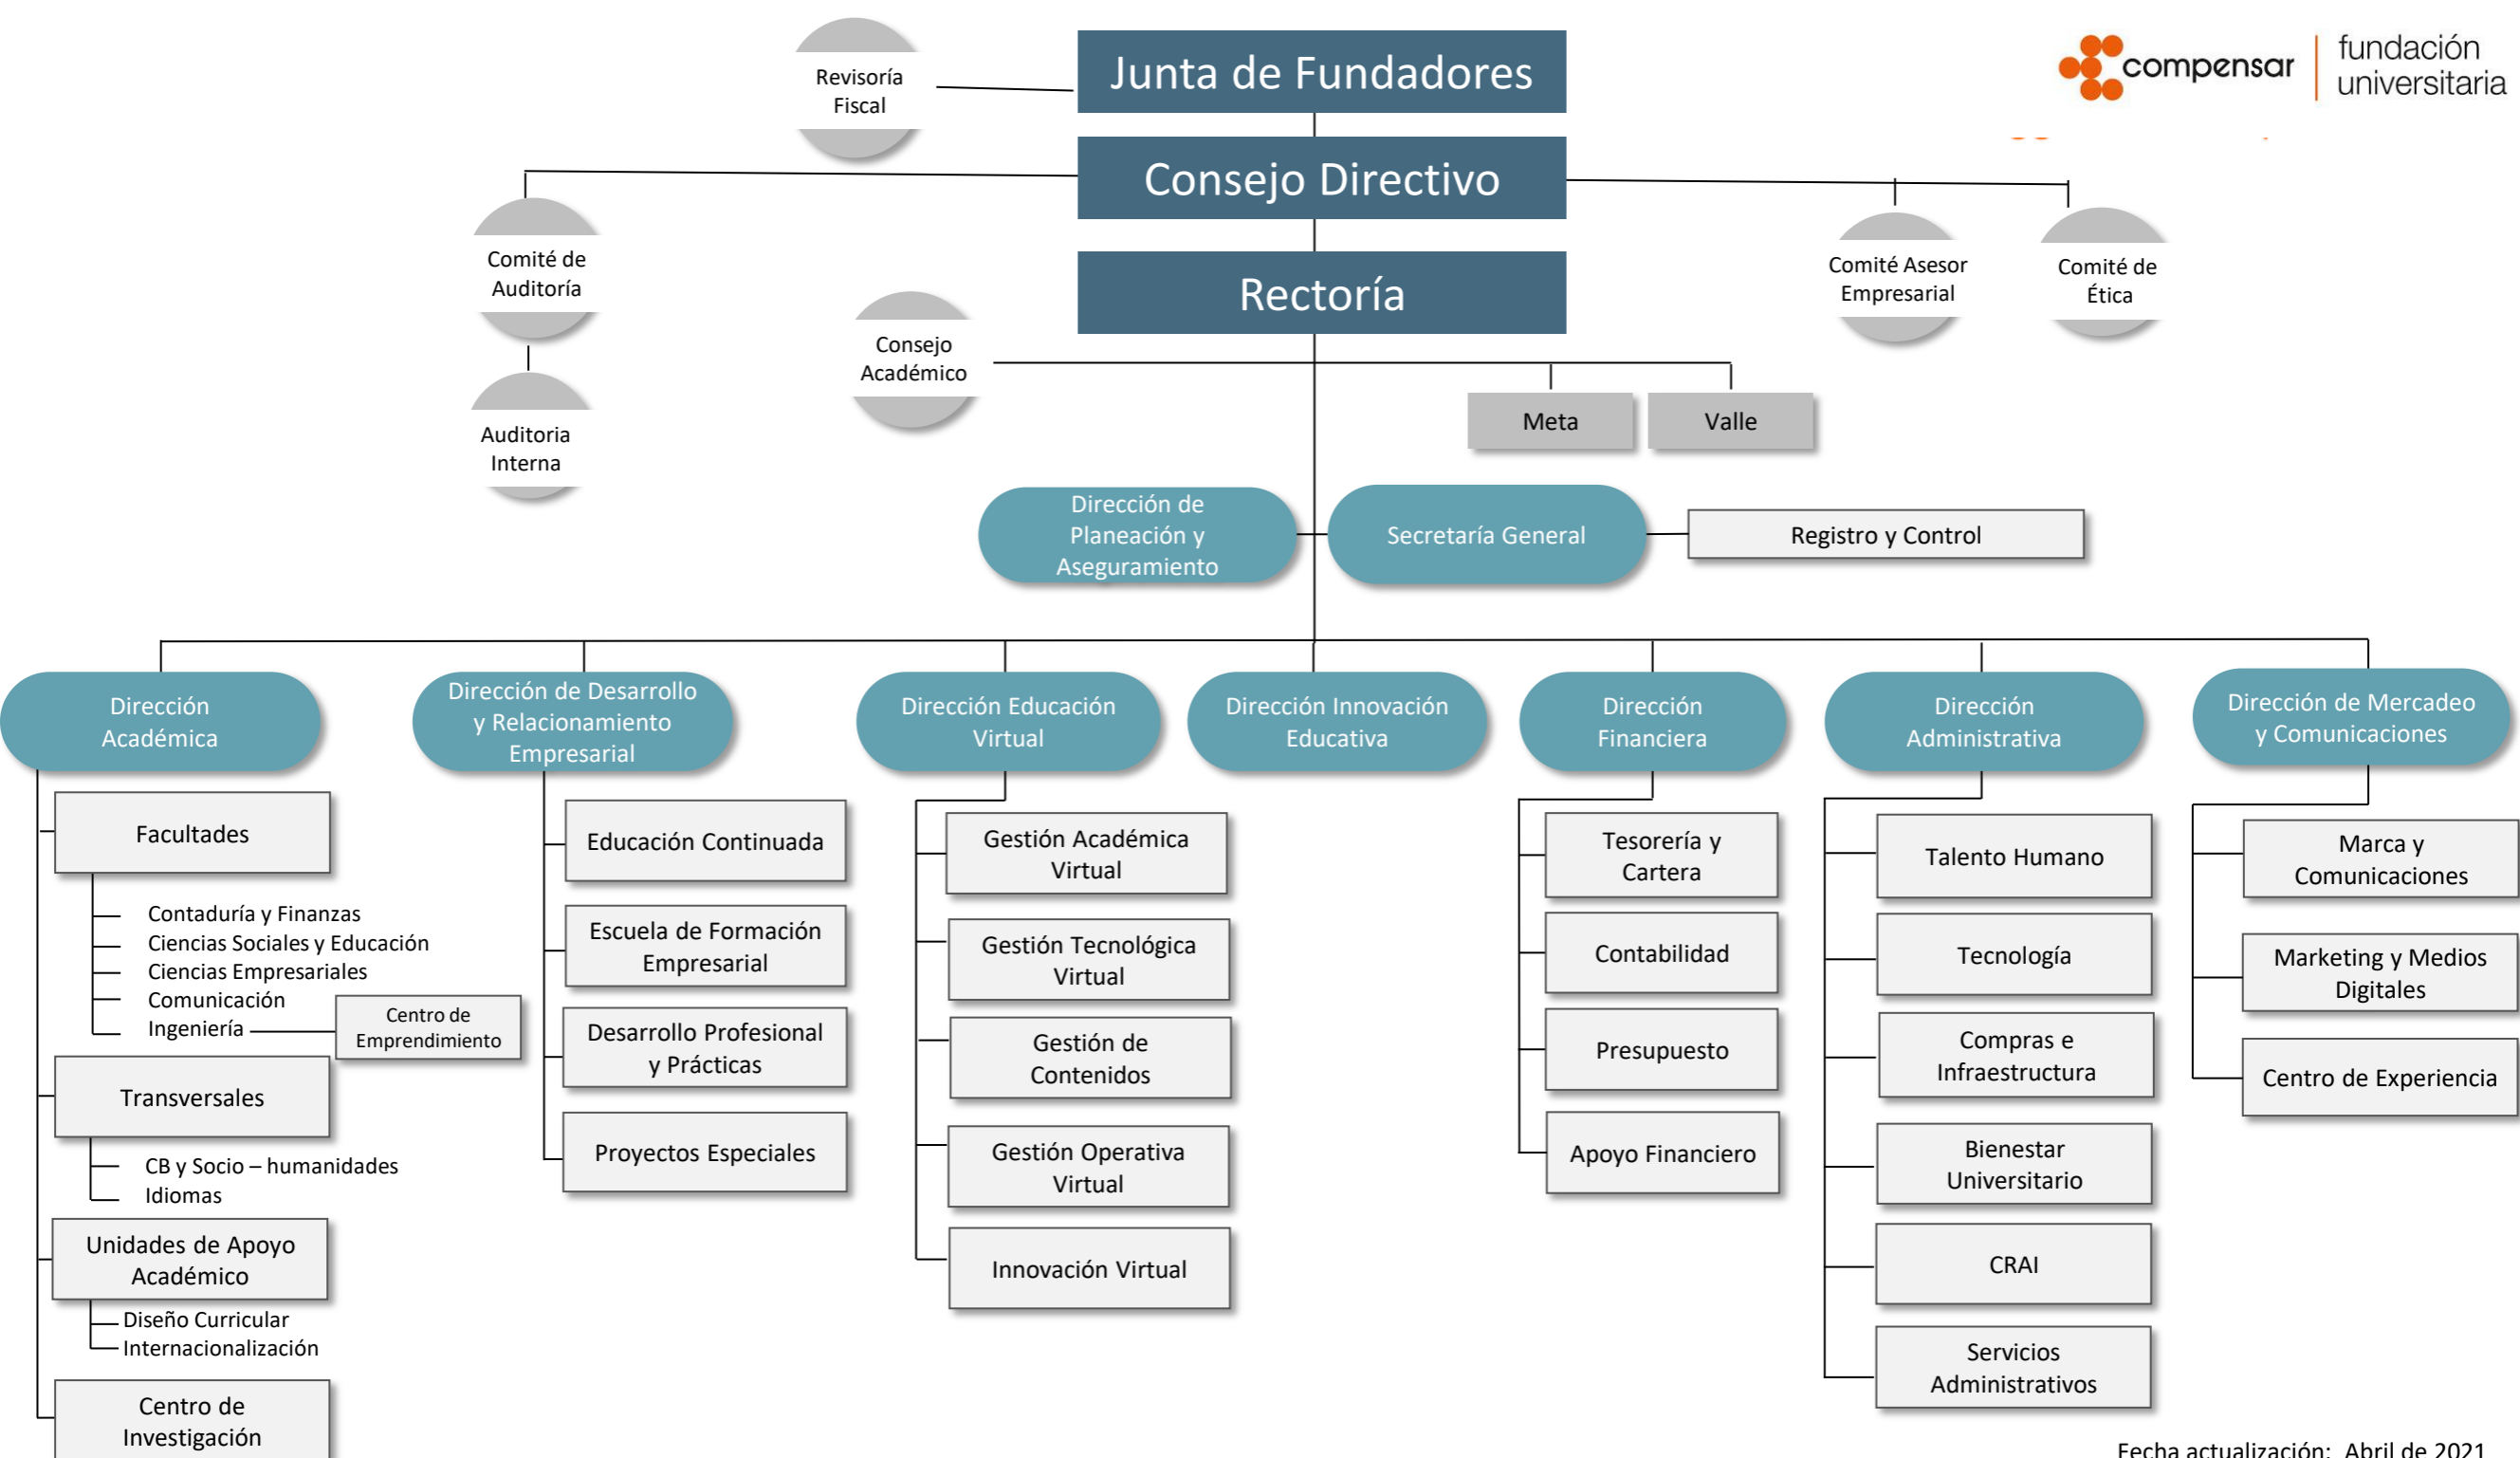 Junta de Fundadores
Revisoría
Fiscal
compensar
fundación
universitaria
Consejo Directivo
Comité de
Auditoría
Comité Asesor
Empresarial
Comité de
Ética
Rectoría
Consejo
Académico
Auditoria
Interna
Meta
Valle
Dirección de
Planeación y
Aseguramiento
Secretaría General
Registro y Control
Dirección
Académica
Dirección de Desarrollo
y Relacionamiento
Empresarial
Dirección Educación
Virtual
Dirección Innovación
Educativa
Dirección
Financiera
Dirección
Administrativa
Dirección de Mercadeo
y Comunicaciones
Facultades
Contaduría y Finanzas
Ciencias Sociales y Educación
Ciencias Empresariales
Comunicación
Ingeniería
Centro de
Emprendimiento
Transversales
CB y Socio – humanidades
Idiomas
Unidades de Apoyo
Académico
Diseño Curricular
Internacionalización
Centro de
Investigación
Educación Continuada
Escuela de Formación
Empresarial
Desarrollo Profesional
y Prácticas
Proyectos Especiales
Gestión Académica
Virtual
Gestión Tecnológica
Virtual
Gestión de
Contenidos
Gestión Operativa
Virtual
Innovación Virtual
Tesorería y
Cartera
Contabilidad
Presupuesto
Apoyo Financiero
Talento Humano
Tecnología
Compras e
Infraestructura
Bienestar
Universitario
CRAI
Servicios
Administrativos
Marca y
Comunicaciones
Marketing y Medios
Digitales
Centro de Experiencia
Fecha actualización: Abril de 2021